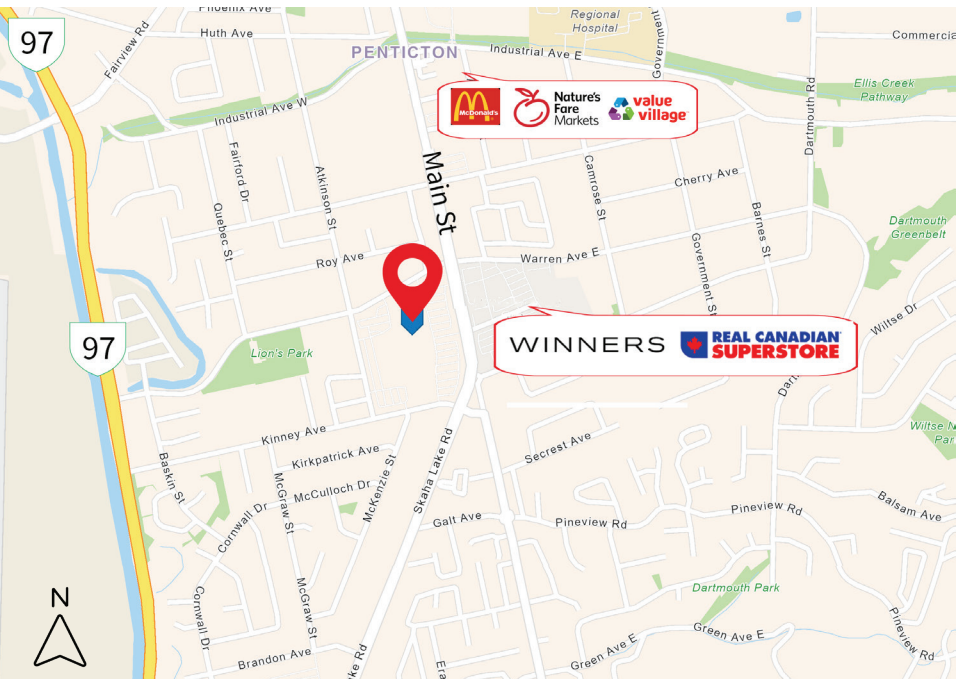 Phoenix Ave
97
Huth Ave
Fairview Rd
PENTICTON
Regional
Hospital
Government
Commercia
Industrial Ave E
Ellis Creek
Pathway
McDonald's
Nature's
Fare
Markets
value
village
Industrial Ave W
Dartmouth Rd
Fairford Dr
Atkinson St
Main St
Camrose St
Cherry Ave
Quebec St
Barnes St
Dartmouth
Greenbelt
Roy Ave
Warren Ave E
Government St
Wiltse Dr
97
Lion's Park
WINNERS
REAL CANADIAN
SUPERSTORE
Kinney Ave
Kirkpatrick Ave
Secrest Ave
Baskin St
McGraw St
McCulloch Dr
McKenzie St
Skaha Lake Rd
Cornwall Dr
Galt Ave
Pineview Rd
Pineview Rd
Balsam Ave
Dartmouth Park
McGraw St
Cornwall Dr
N
Brandon Ave
ke Rd
Green Ave E
Green Ave E
Pineview Rd